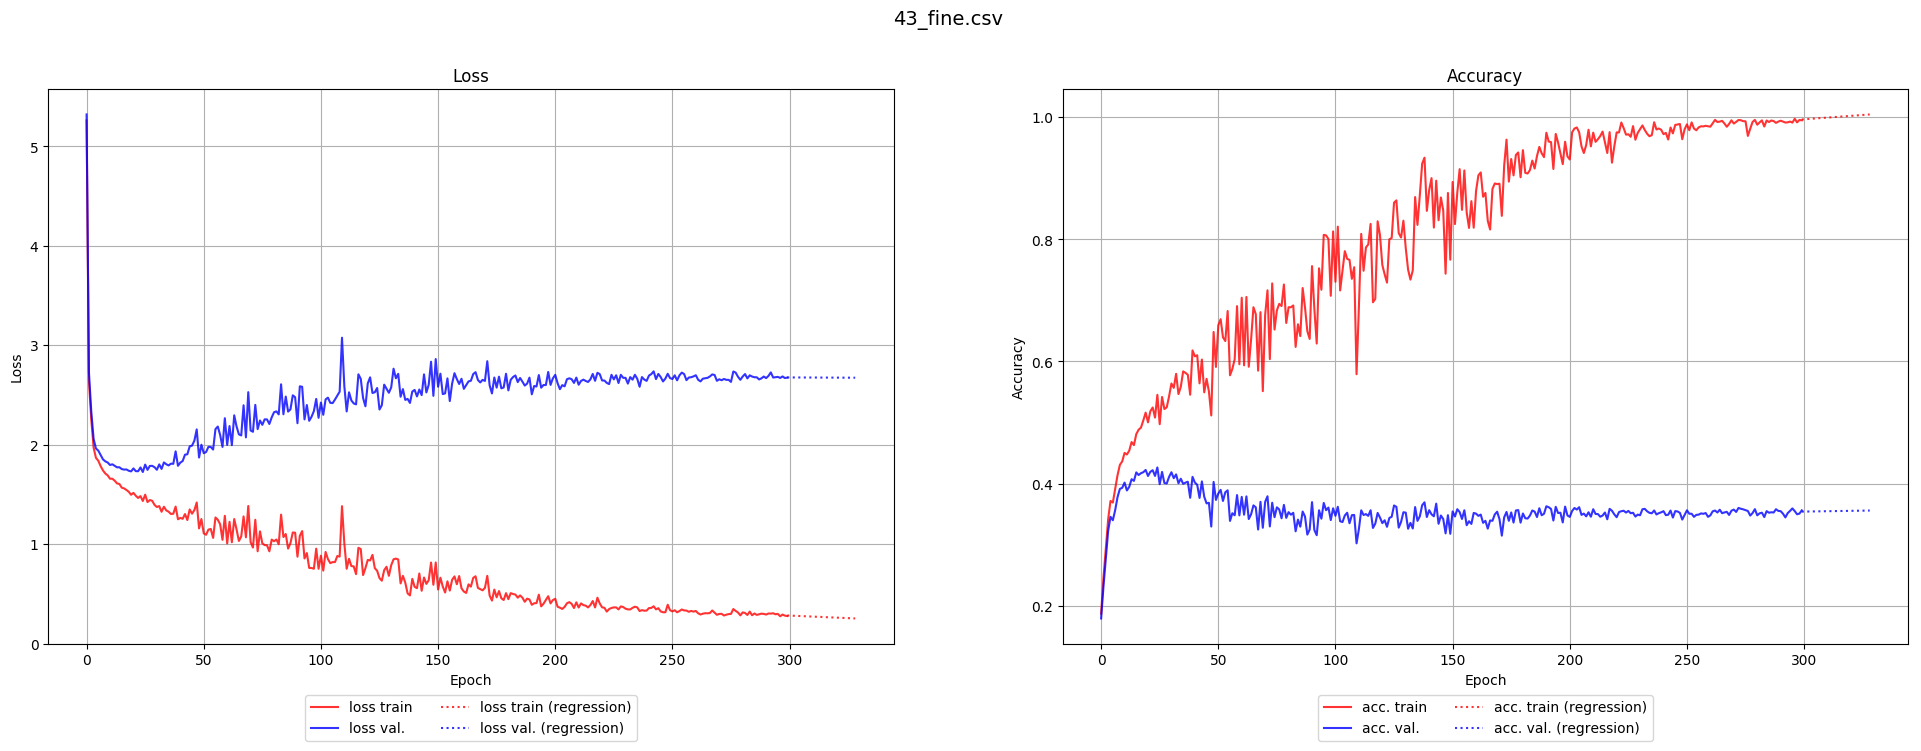 43_fine.csv
Loss
Loss
5
4
3
2
1
0
0 50 100 150 200 250 300
Epoch
loss train loss train (regression)
loss val. loss val. (regression)
Accuracy
Accuracy
1.0
0.8
0.6
0.4
0.2
0 50 100 150 200 250 300
Epoch
acc. train acc. train (regression)
acc. val. acc. val. (regression)